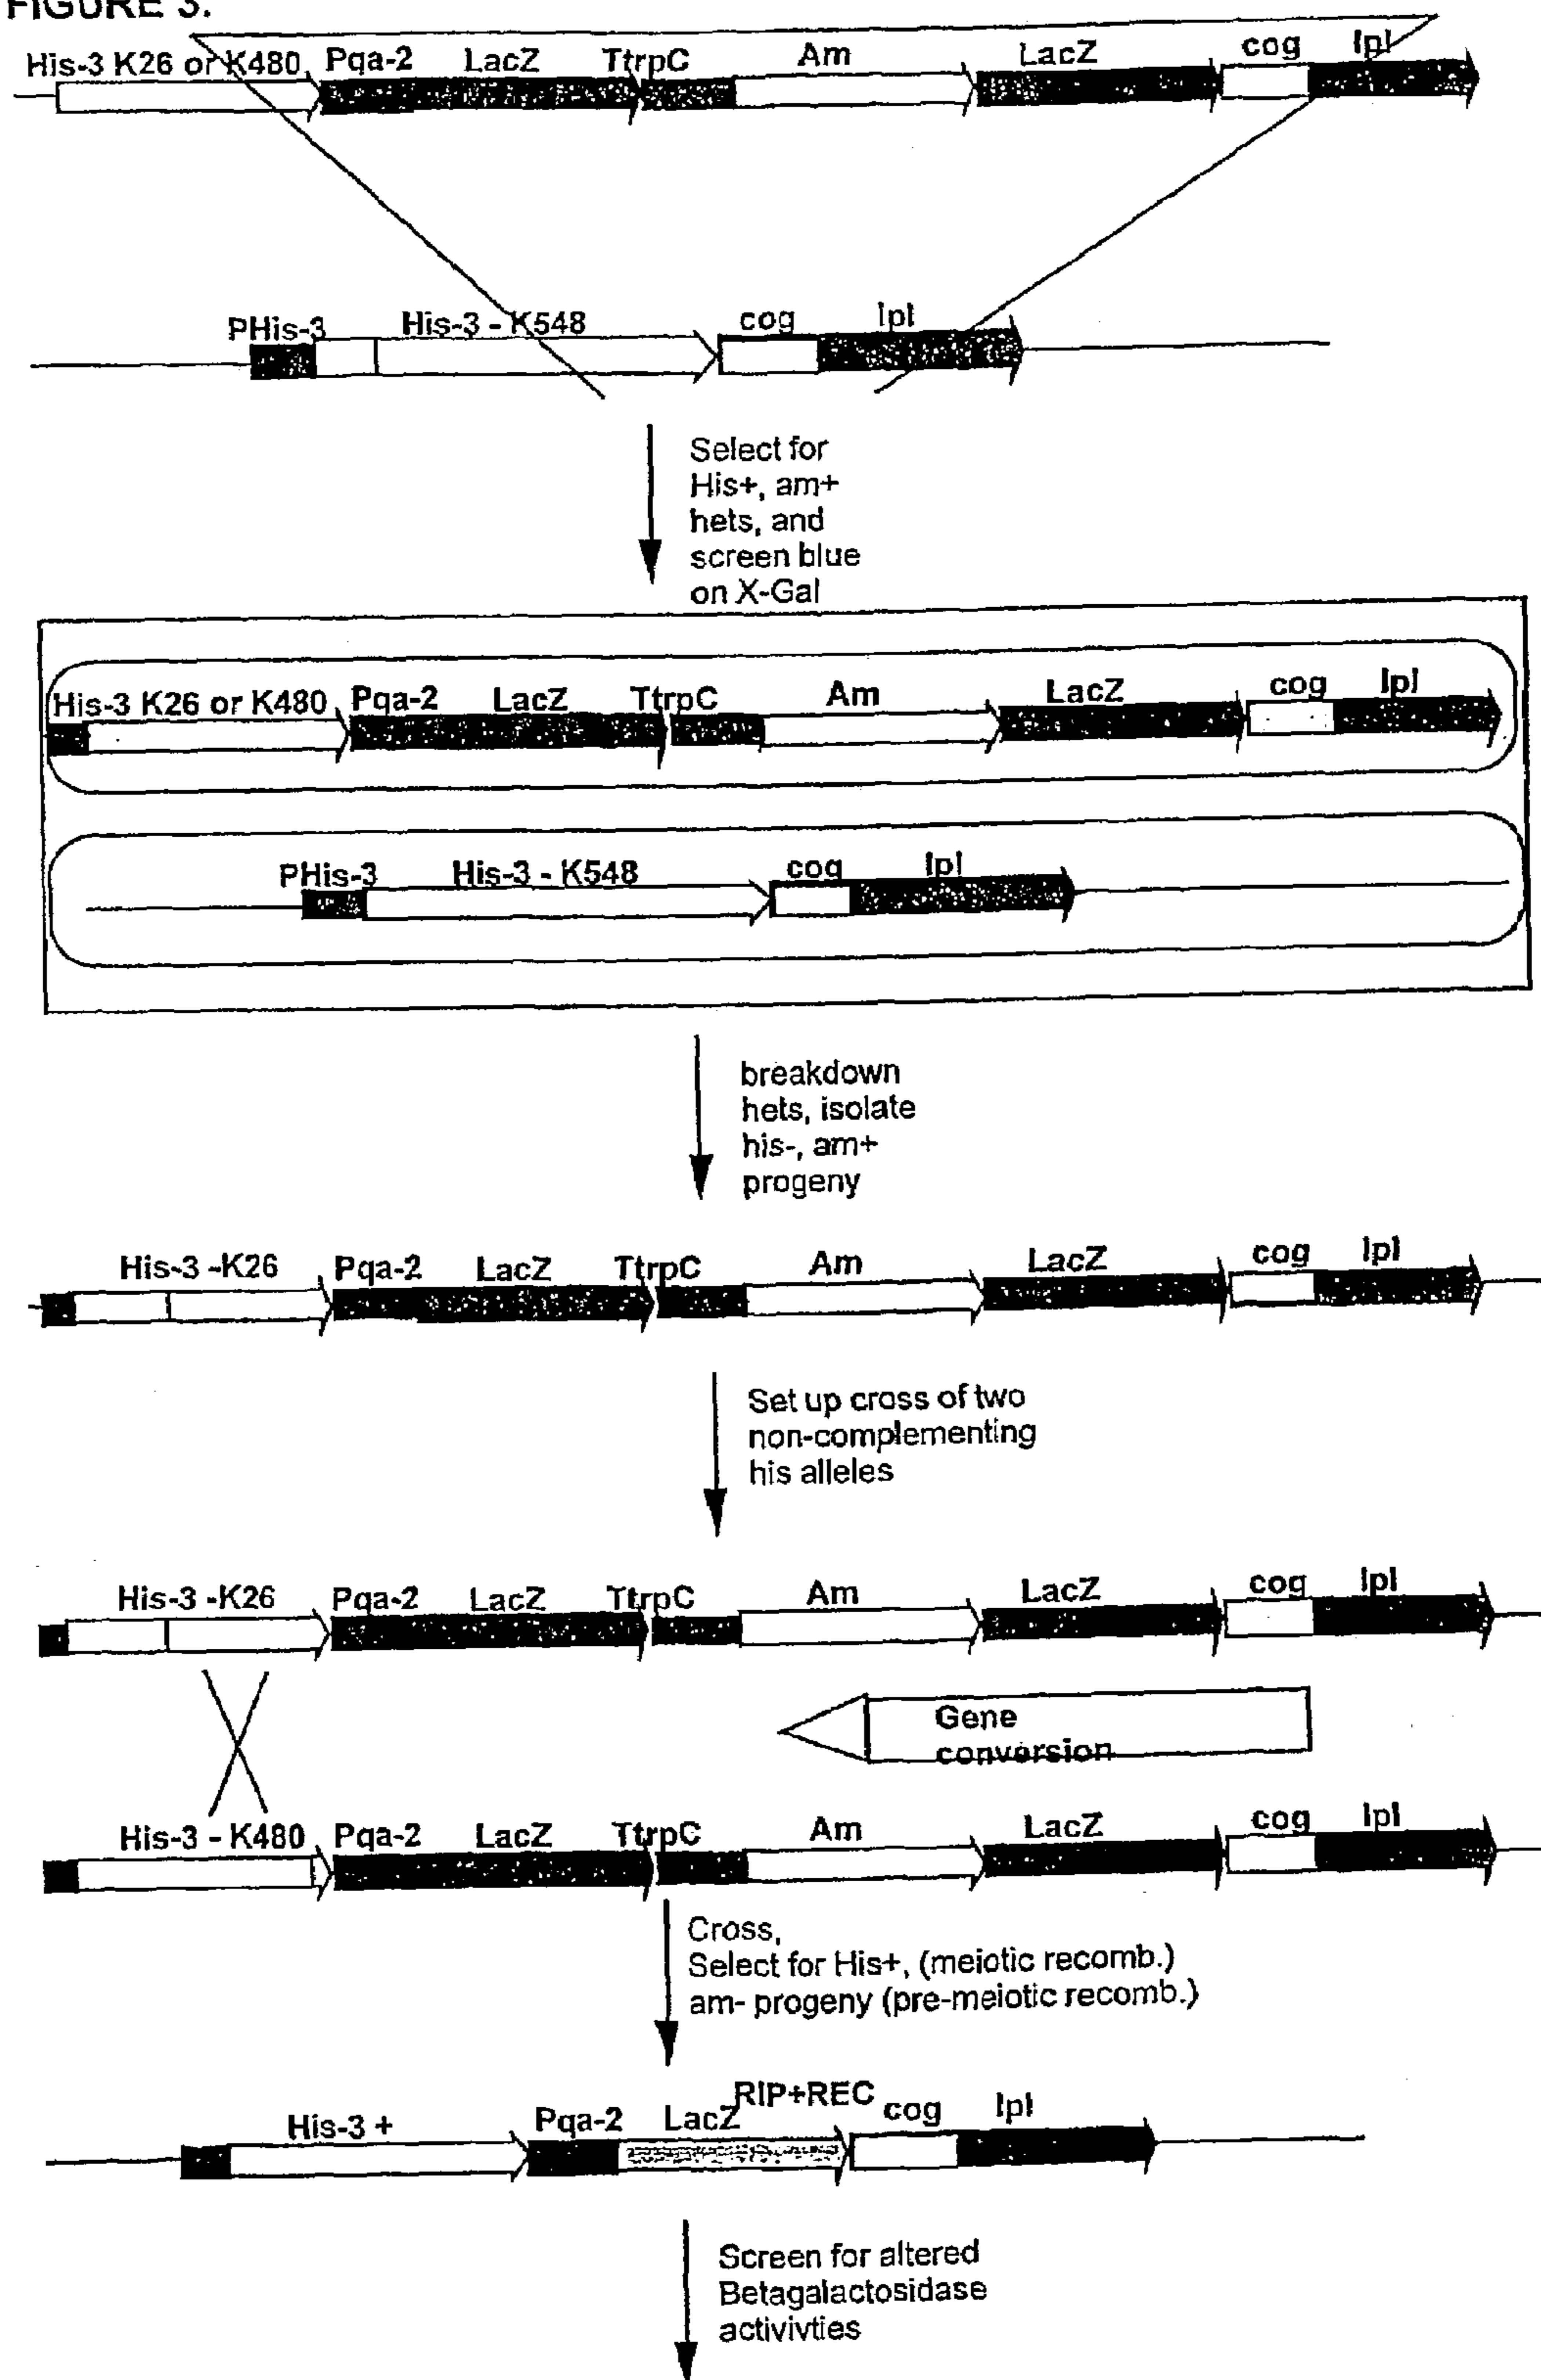 FIGURE 3.
His-3 K26 or K480 Pqa-2 LacZ TtrpC Am LacZ cog lpl
PHis-3 His-3 - K548 cog lpl
Select for
His+, am+
hets, and
screen blue
on X-Gal
His-3 K26 or K480 Pqa-2 LacZ TtrpC Am LacZ cog lpl
PHis-3 His-3 - K548 cog lpl
breakdown
hets, isolate
his-, am+
progeny
His-3 -K26 Pqa-2 LacZ TtrpC Am LacZ cog lpl
Set up cross of two
non-complementing
his alleles
His-3 -K26 Pqa-2 LacZ TtrpC Am LacZ cog lpl
Gene
conversion
His-3 - K480 Pqa-2 LacZ TtrpC Am LacZ cog lpl
Cross,
Select for His+, (meiotic recomb.)
am- progeny (pre-meiotic recomb.)
RIP+REC
His-3 + Pqa-2 LacZ cog lpl
Screen for altered
Betagalactosidase
activivties